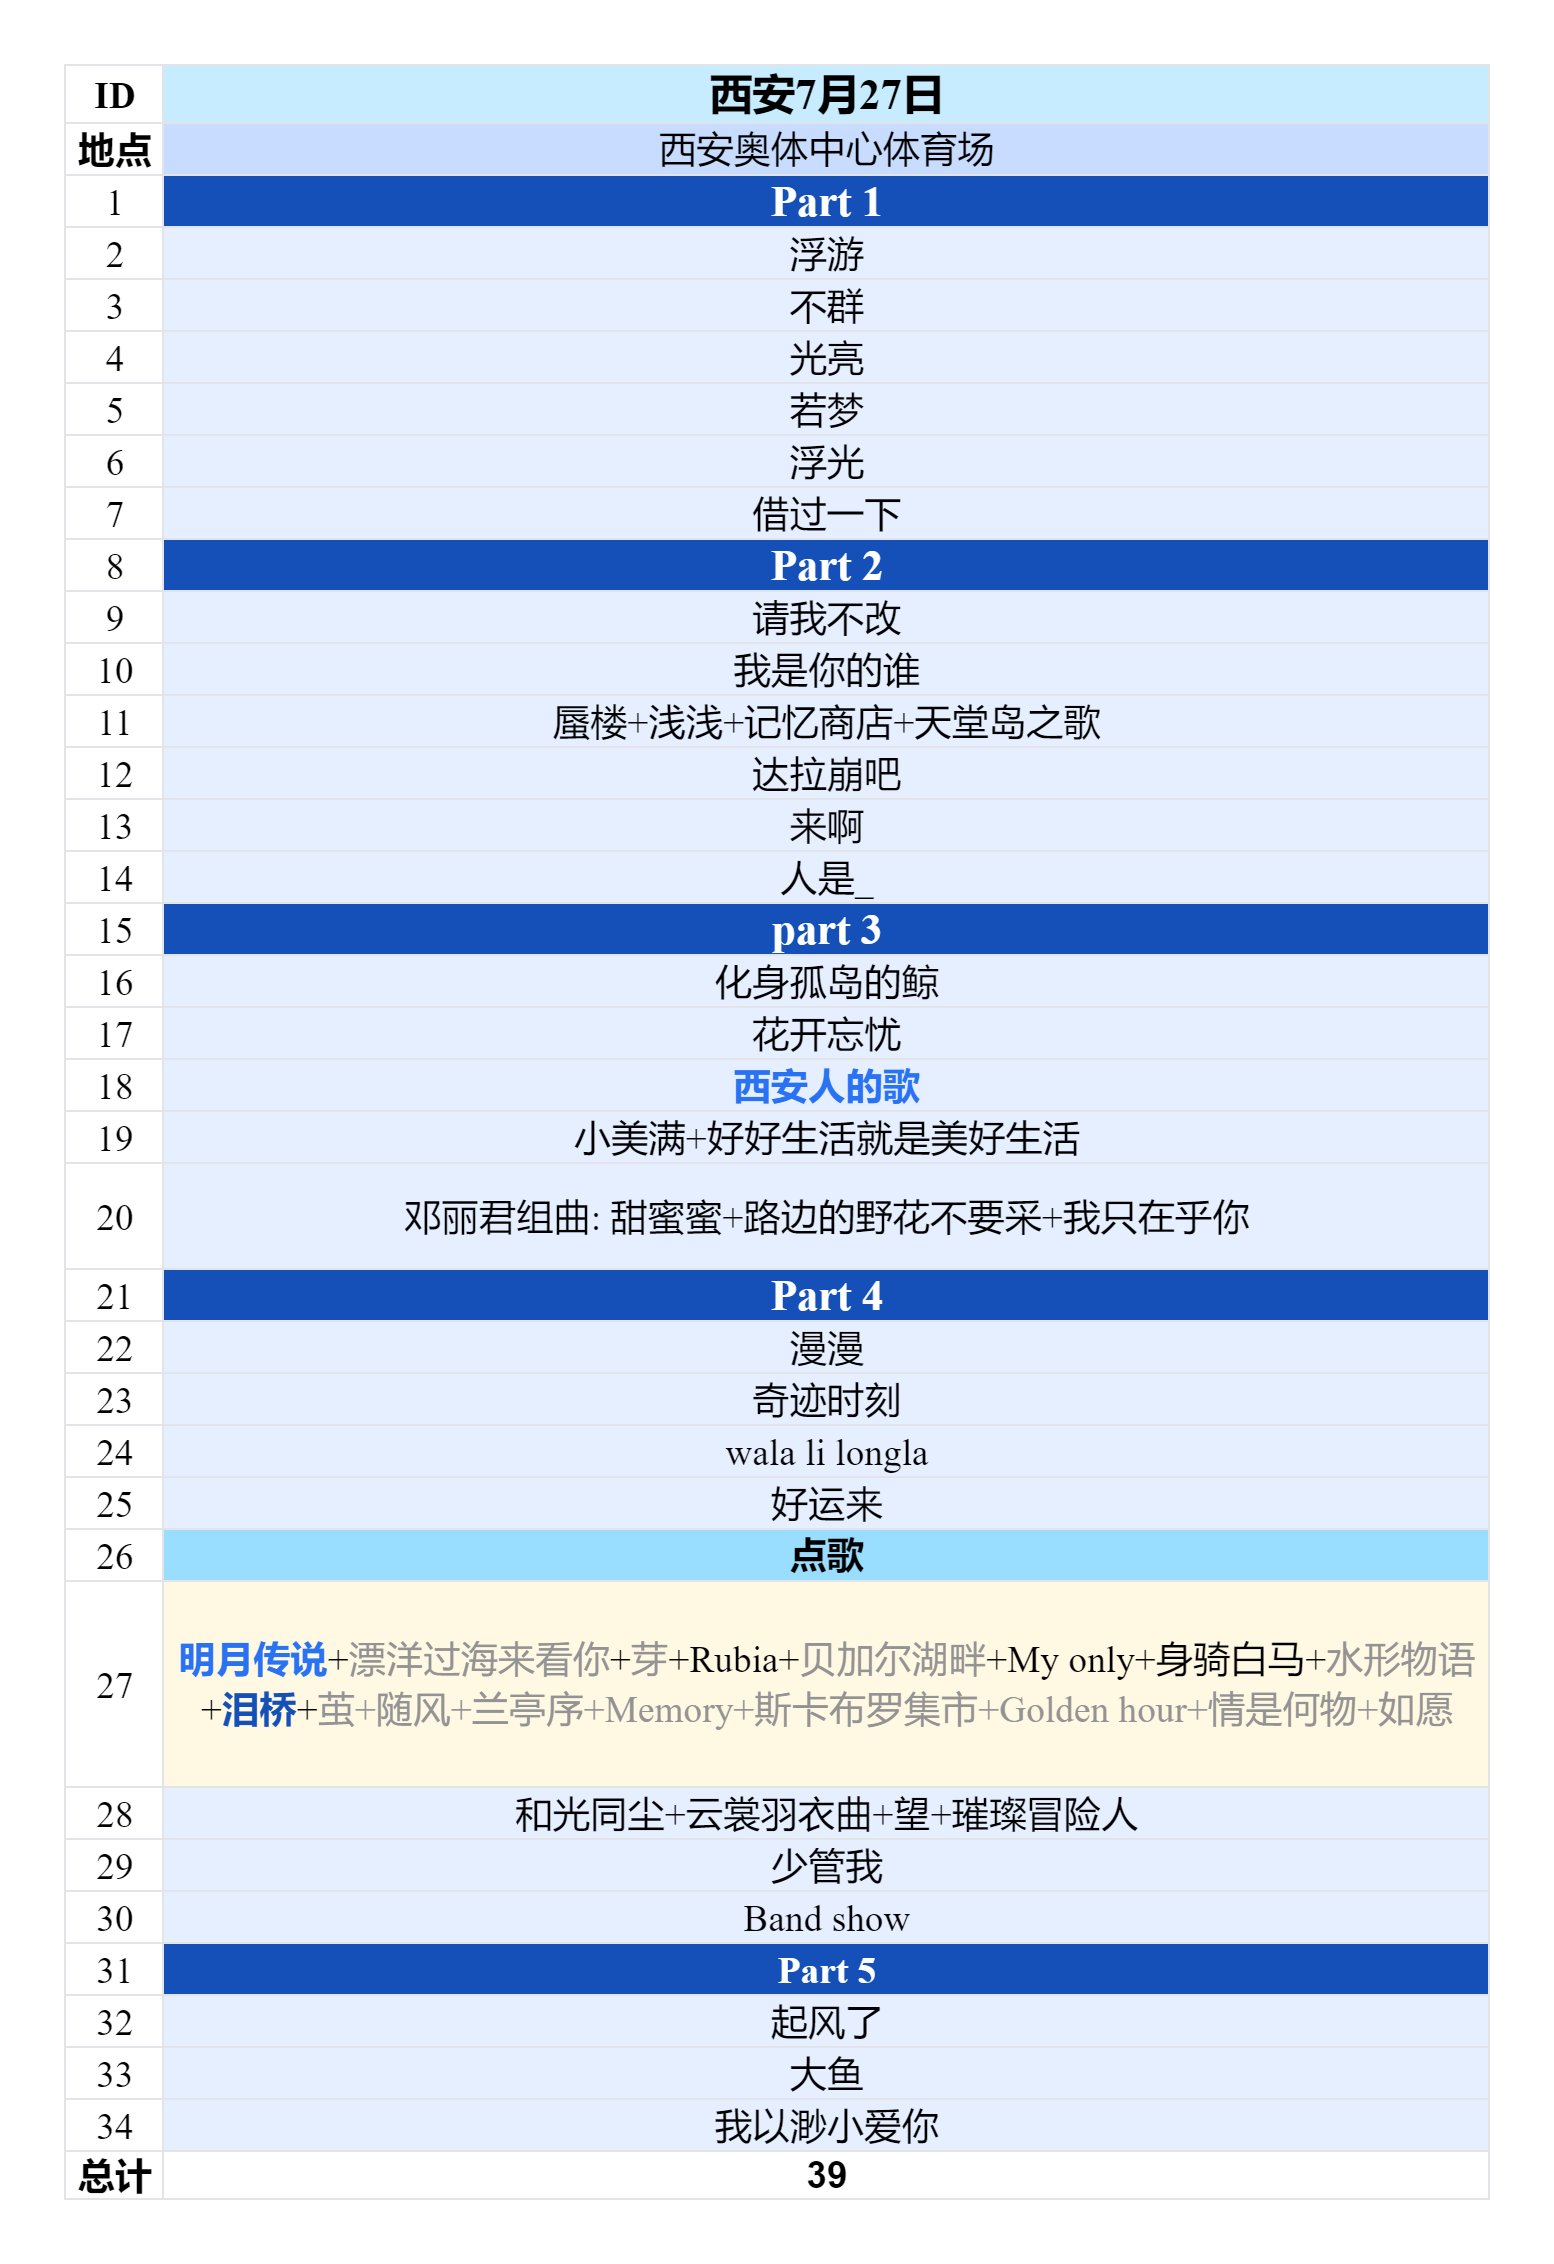 ID 西安7月27日
地点 西安奥体中心体育场
1 Part 1
2 浮游
3 不群
4 光亮
5 若梦
6 浮光
7 借过一下
8 Part 2
9 请我不改
10 我是你的谁
11 蜃楼+浅浅+记忆商店+天堂岛之歌
12 达拉崩吧
13 来啊
14 人是_
15 part 3
16 化身孤岛的鲸
17 花开忘忧
18 西安人的歌
19 小美满+好好生活就是美好生活
20 邓丽君组曲: 甜蜜蜜+路边的野花不要采+我只在乎你
21 Part 4
22 漫漫
23 奇迹时刻
24 wala li longla
25 好运来
26 点歌
27 明月传说+漂洋过海来看你+芽+Rubia+贝加尔湖畔+My only+身骑白马+水形物语
+泪桥+茧+随风+兰亭序+Memory+斯卡布罗集市+Golden hour+情是何物+如愿
28 和光同尘+云裳羽衣曲+望+璀璨冒险人
29 少管我
30 Band show
31 Part 5
32 起风了
33 大鱼
34 我以渺小爱你
总计 39